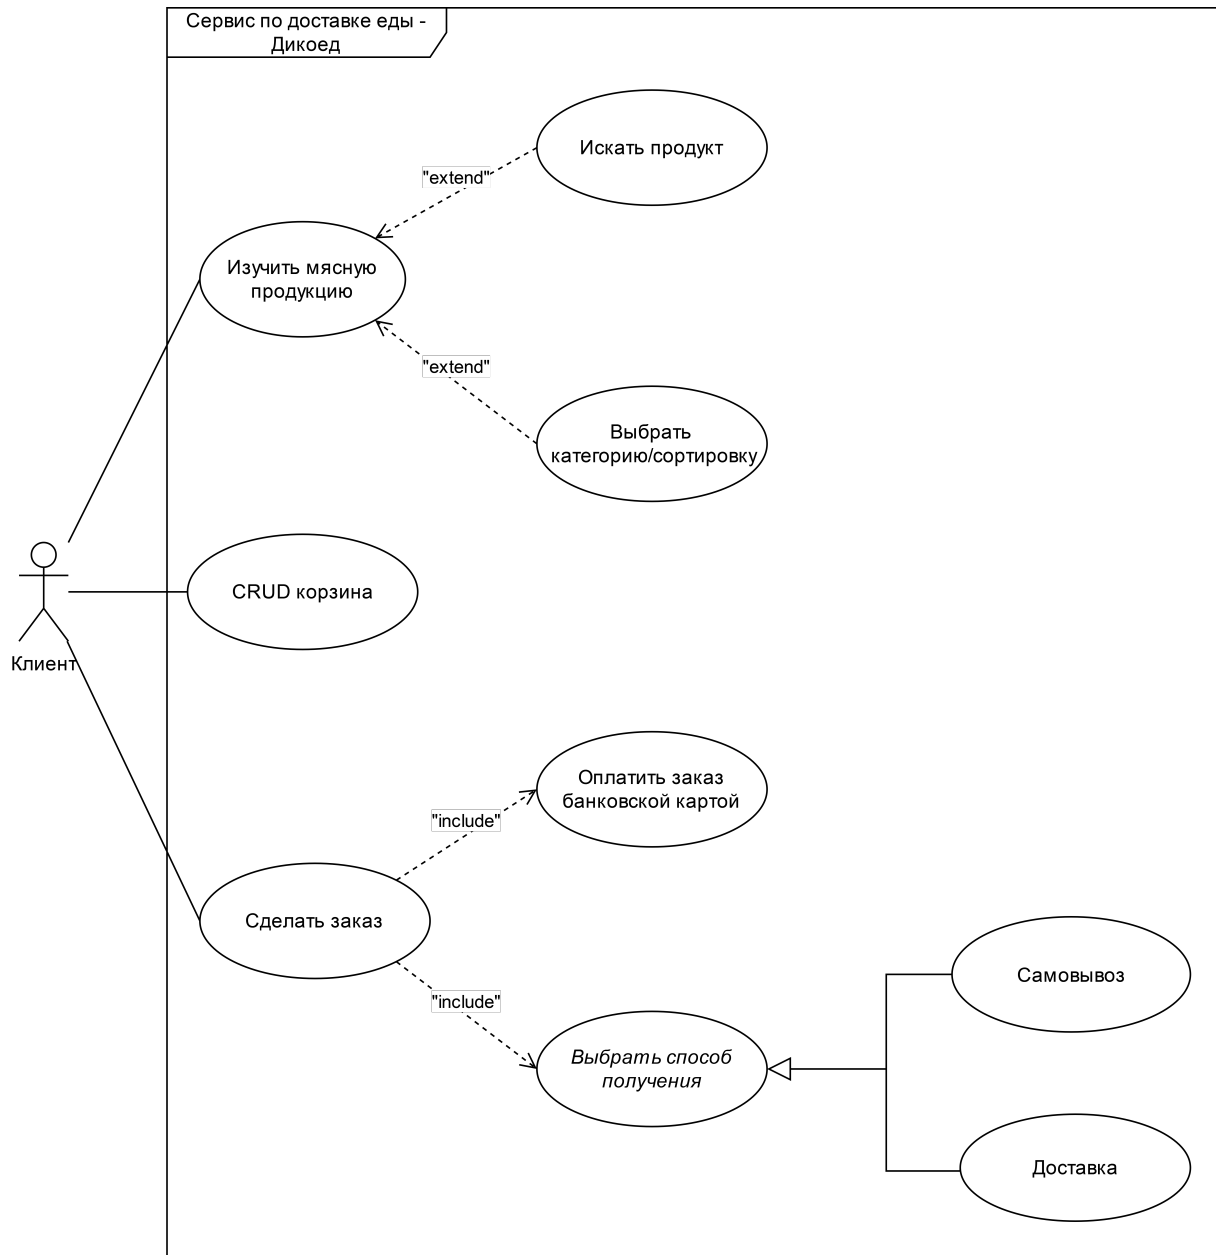 Сервис по доставке еды -
Дикоед
Искать продукт
"extend"
Изучить мясную
продукцию
"extend"
Выбрать
категорию/сортировку
CRUD корзина
Клиент
Оплатить заказ
банковской картой
"include"
Сделать заказ
"include"
Самовывоз
Выбрать способ
получения
Доставка